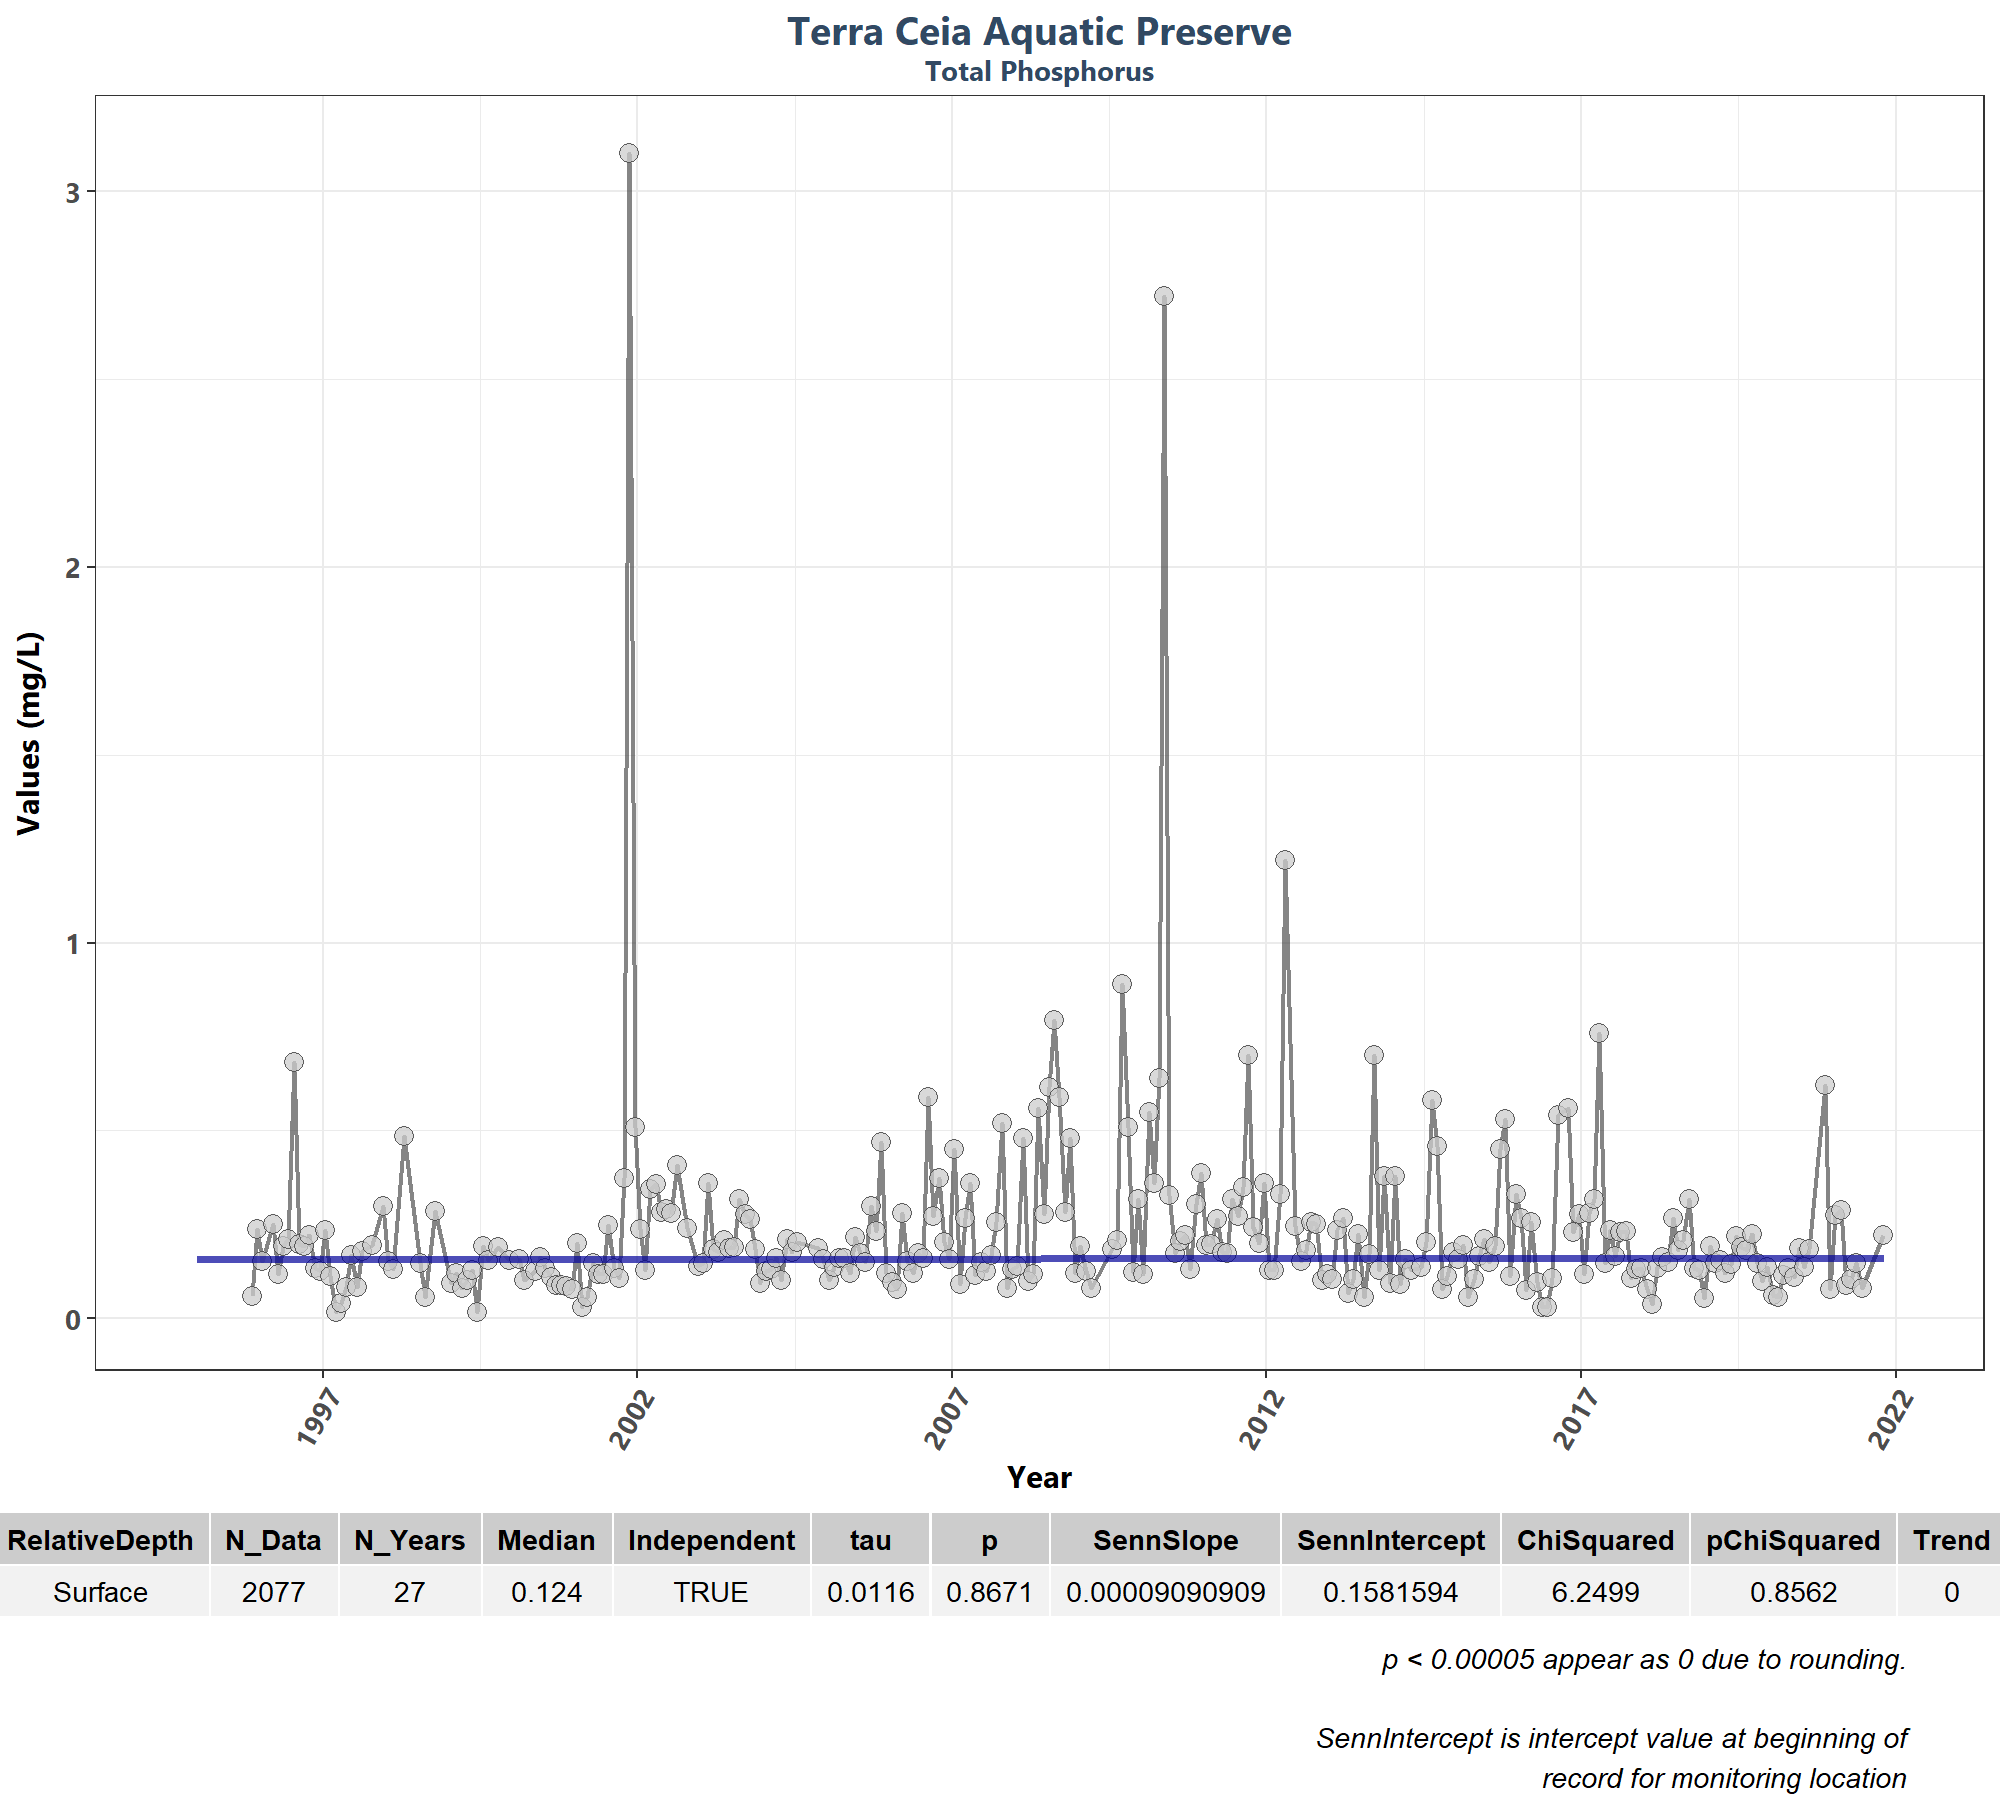 Terra Ceia Aquatic Preserve
Total Phosphorus
Values (mg/L)
3
2
1
0
1997 2002 2007 2012 2017 2022
Year
RelativeDepth N_Data N_Years Median Independent tau p SennSlope SennIntercept ChiSquared pChiSquared Trend
Surface 2077 27 0.124 TRUE 0.0116 0.8671 0.00009090909 0.1581594 6.2499 0.8562 0
p < 0.00005 appear as 0 due to rounding.
SennIntercept is intercept value at beginning of
record for monitoring location